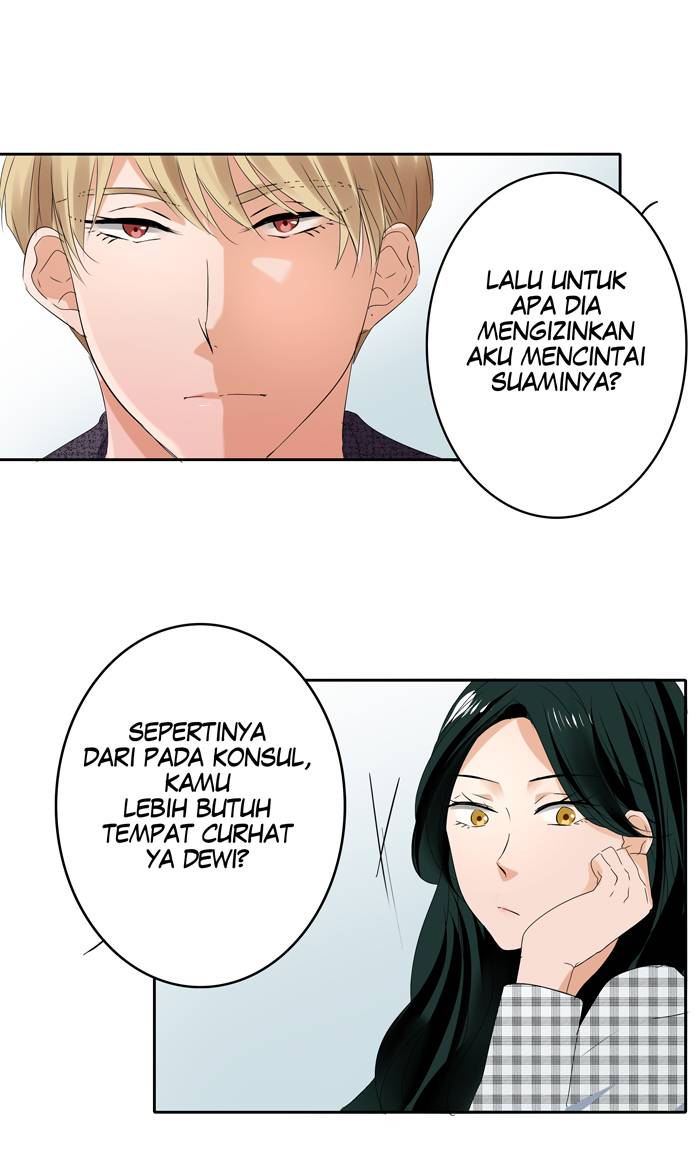 LALU UNTUK
APA DIA
MENGIZINKAN
AKU MENCINTAI
SUAMINYA?
SEPERTINYA
DARI PADA KONSUL,
KAMU
LEBIH BUTUH
TEMPAT CURHAT
YA DEWI?